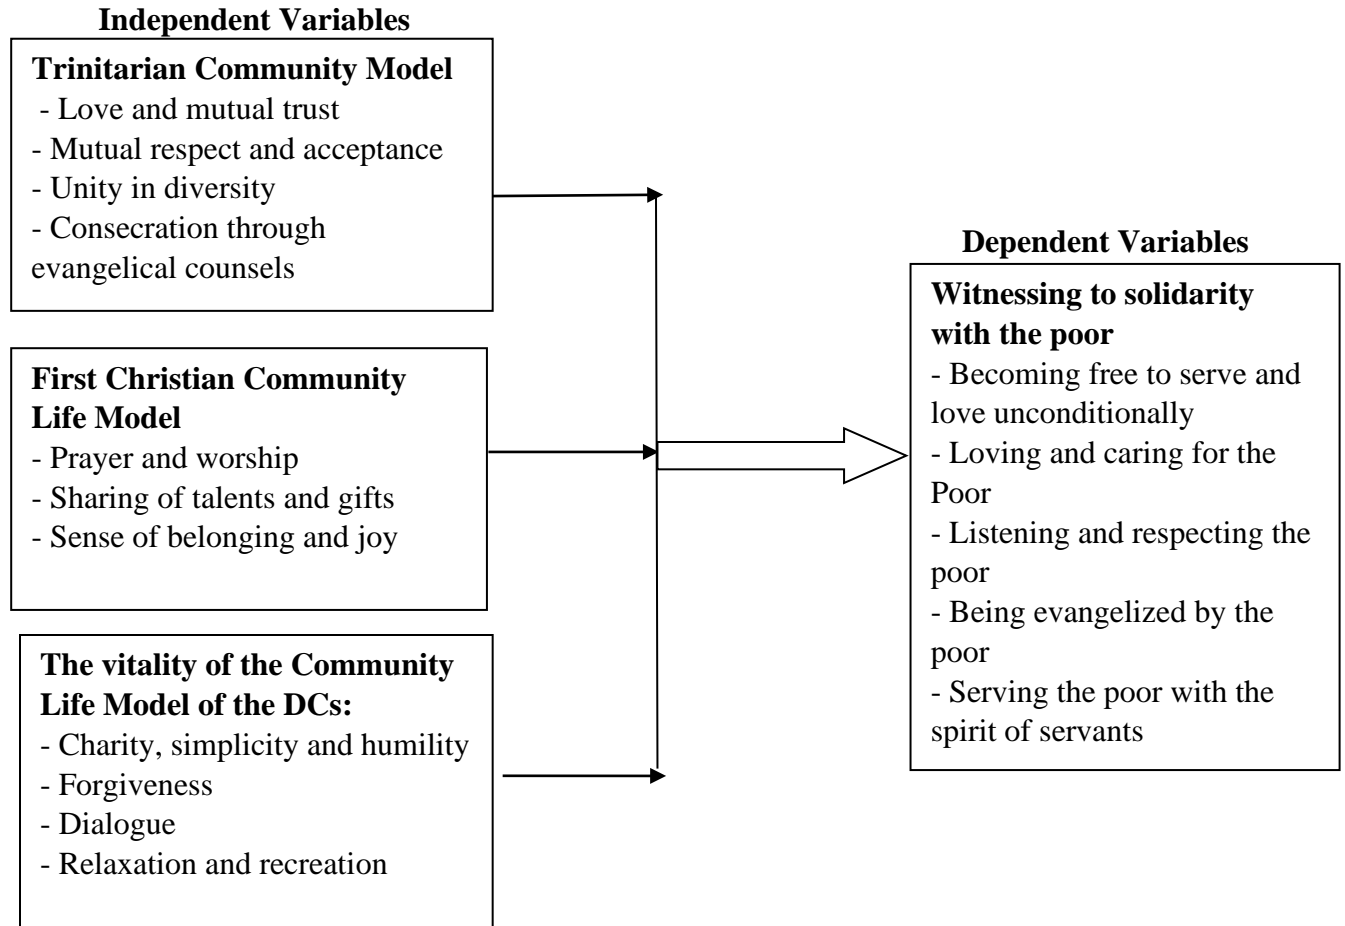 Independent Variables
Trinitarian Community Model
- Love and mutual trust
- Mutual respect and acceptance
- Unity in diversity
- Consecration through
evangelical counsels
First Christian Community
Life Model
- Prayer and worship
- Sharing of talents and gifts
- Sense of belonging and joy
The vitality of the Community
Life Model of the DCs:
- Charity, simplicity and humility
- Forgiveness
- Dialogue
- Relaxation and recreation
Dependent Variables
Witnessing to solidarity
with the poor
- Becoming free to serve and
love unconditionally
- Loving and caring for the
Poor
- Listening and respecting the
poor
- Being evangelized by the
poor
- Serving the poor with the
spirit of servants